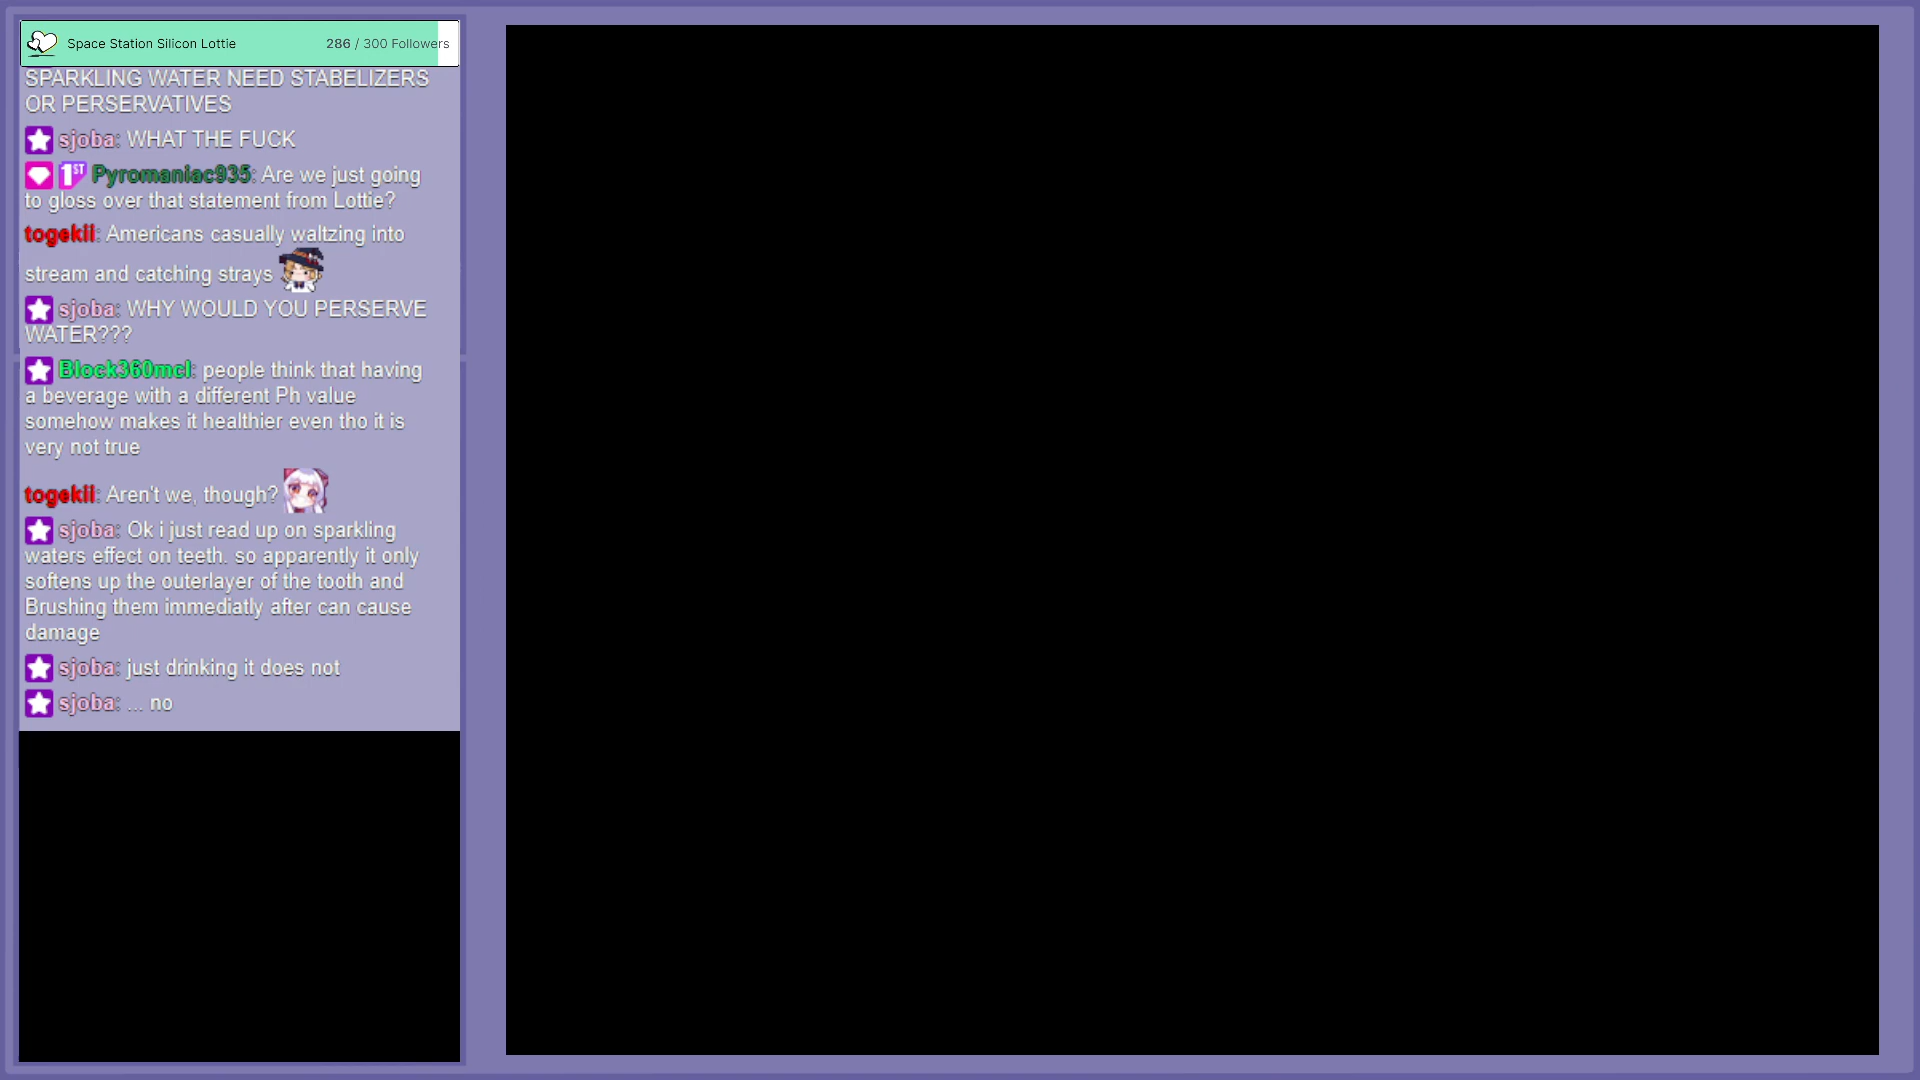 Space Station Silicon Lottie 286 / 300 Followers
SPARKLING WATER NEED STABELIZERS
OR PERSERVATIVES
sjoba: WHAT THE FUCK
1ST Pyromaniac935: Are we just going
to gloss over that statement from Lottie?
togekii: Americans casually waltzing into
stream and catching strays
sjoba: WHY WOULD YOU PERSERVE
WATER???
Block360mcl: people think that having
a beverage with a different Ph value
somehow makes it healthier even tho it is
very not true
togekii: Aren't we, though?
sjoba: Ok i just read up on sparkling
waters effect on teeth. so apparently it only
softens up the outerlayer of the tooth and
Brushing them immediatly after can cause
damage
sjoba: just drinking it does not
sjoba: ... no